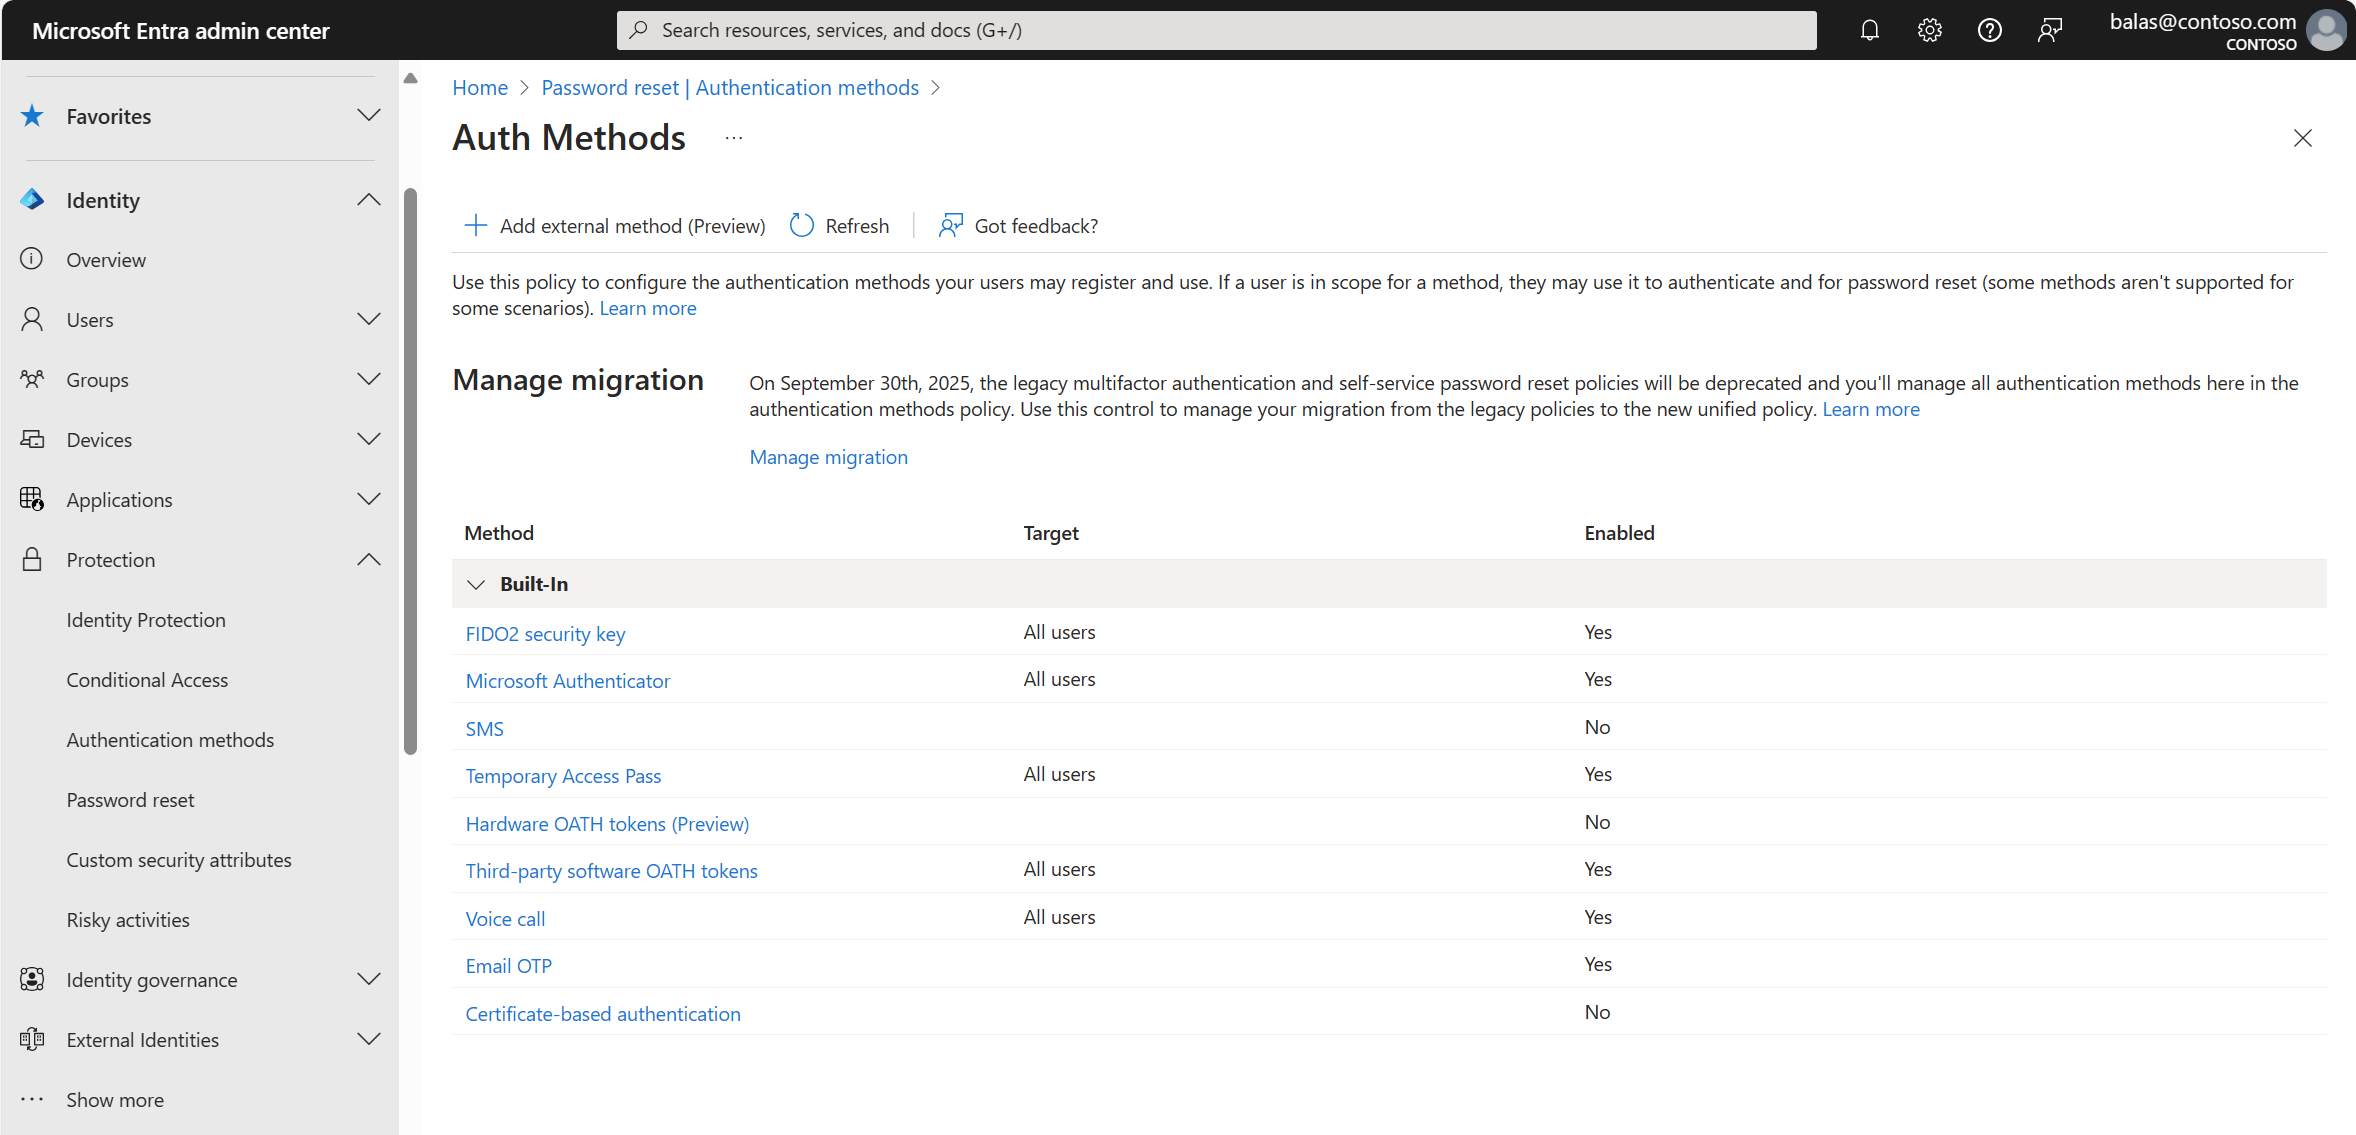 Microsoft Entra admin center
Search resources, services, and docs (G+/)
balas@contoso.com
CONTOSO
Favorites
Identity
Overview
Users
Groups
Devices
Applications
Protection
Identity Protection
Conditional Access
Authentication methods
Password reset
Custom security attributes
Risky activities
Identity governance
External Identities
Show more
Home > Password reset | Authentication methods >
Auth Methods ...
Add external method (Preview) Refresh Got feedback?
Use this policy to configure the authentication methods your users may register and use. If a user is in scope for a method, they may use it to authenticate and for password reset (some methods aren't supported for
some scenarios). Learn more
Manage migration
On September 30th, 2025, the legacy multifactor authentication and self-service password reset policies will be deprecated and you'll manage all authentication methods here in the
authentication methods policy. Use this control to manage your migration from the legacy policies to the new unified policy. Learn more
Manage migration
Method Target Enabled
Built-In
FIDO2 security key All users Yes
Microsoft Authenticator All users Yes
SMS No
Temporary Access Pass All users Yes
Hardware OATH tokens (Preview) No
Third-party software OATH tokens All users Yes
Voice call All users Yes
Email OTP Yes
Certificate-based authentication No